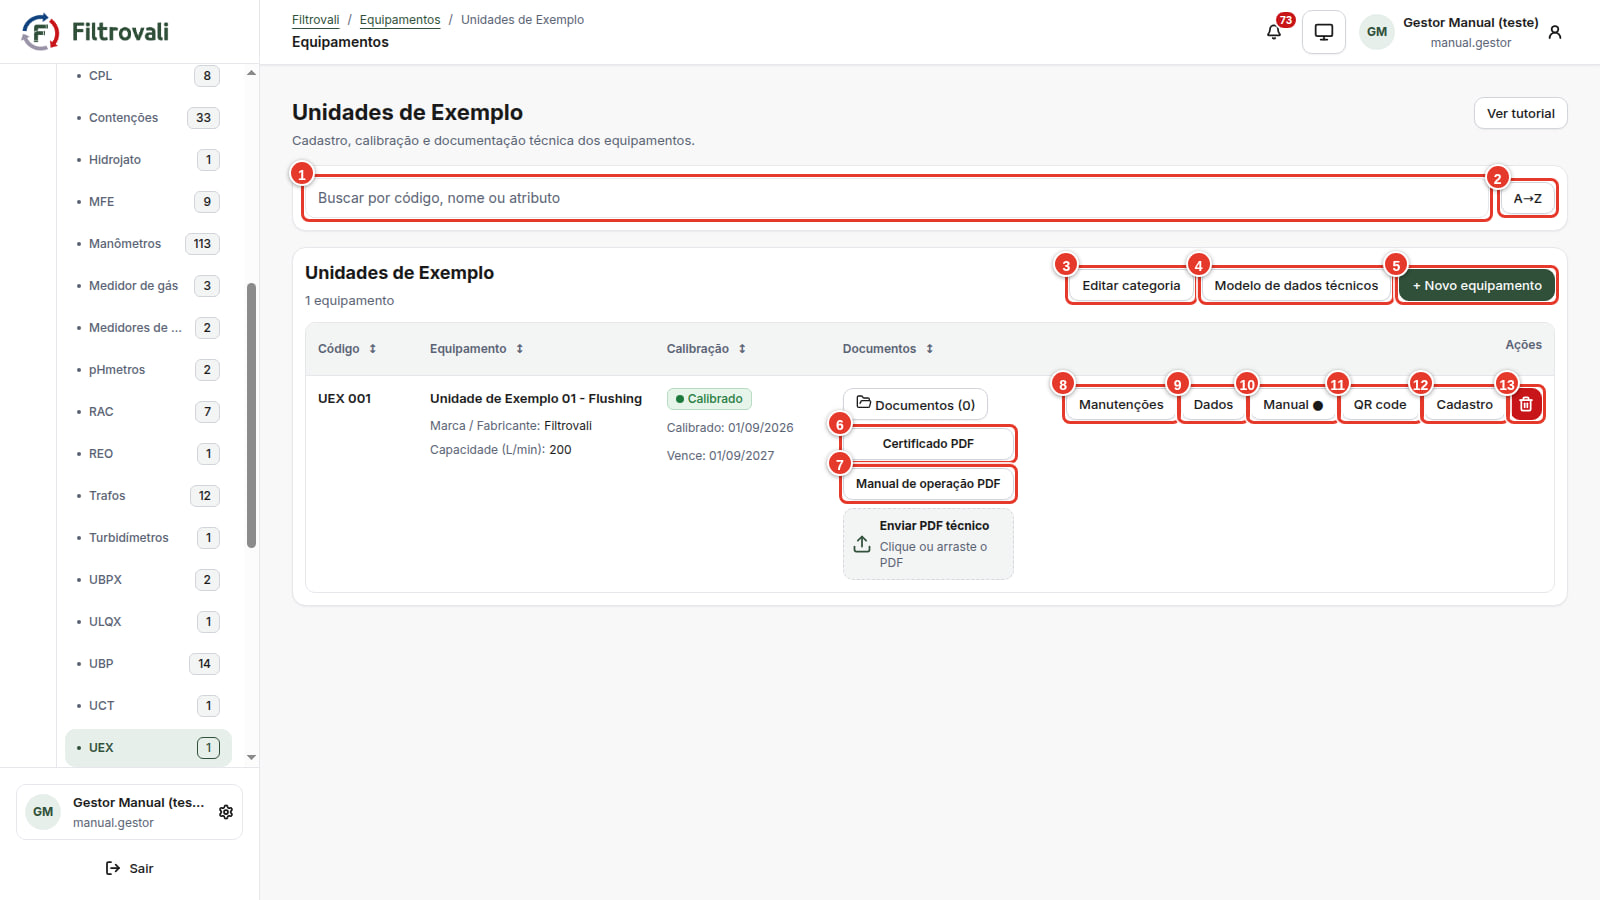 Filtrovali
CPL 8
Contenções 33
Hidrojato 1
MFE 9
Manômetros 113
Medidor de gás 3
Medidores de ... 2
pHmetros 2
RAC 7
REO 1
Trafos 12
Turbidímetros 1
UBPX 2
ULQX 1
UBP 14
UCT 1
UEX 1
GM
Gestor Manual (tes...
manual.gestor
Sair
Filtrovali / Equipamentos / Unidades de Exemplo
Equipamentos
73
GM
Gestor Manual (teste)
manual.gestor
Unidades de Exemplo
Cadastro, calibração e documentação técnica dos equipamentos.
Ver tutorial
1
Buscar por código, nome ou atributo
2
A→Z
Unidades de Exemplo
1 equipamento
3
Editar categoria
4
Modelo de dados técnicos
5
+ Novo equipamento
Código ↕ Equipamento ↕ Calibração ↕ Documentos ↕ Ações
UEX 001
Unidade de Exemplo 01 - Flushing
Marca / Fabricante: Filtrovali
Capacidade (L/min): 200
Calibrado
Calibrado: 01/09/2026
Vence: 01/09/2027
Documentos (0)
6
Certificado PDF
7
Manual de operação PDF
Enviar PDF técnico
Clique ou arraste o
PDF
8
Manutenções
9
Dados
10
Manual ●
11
QR code
12
Cadastro
13